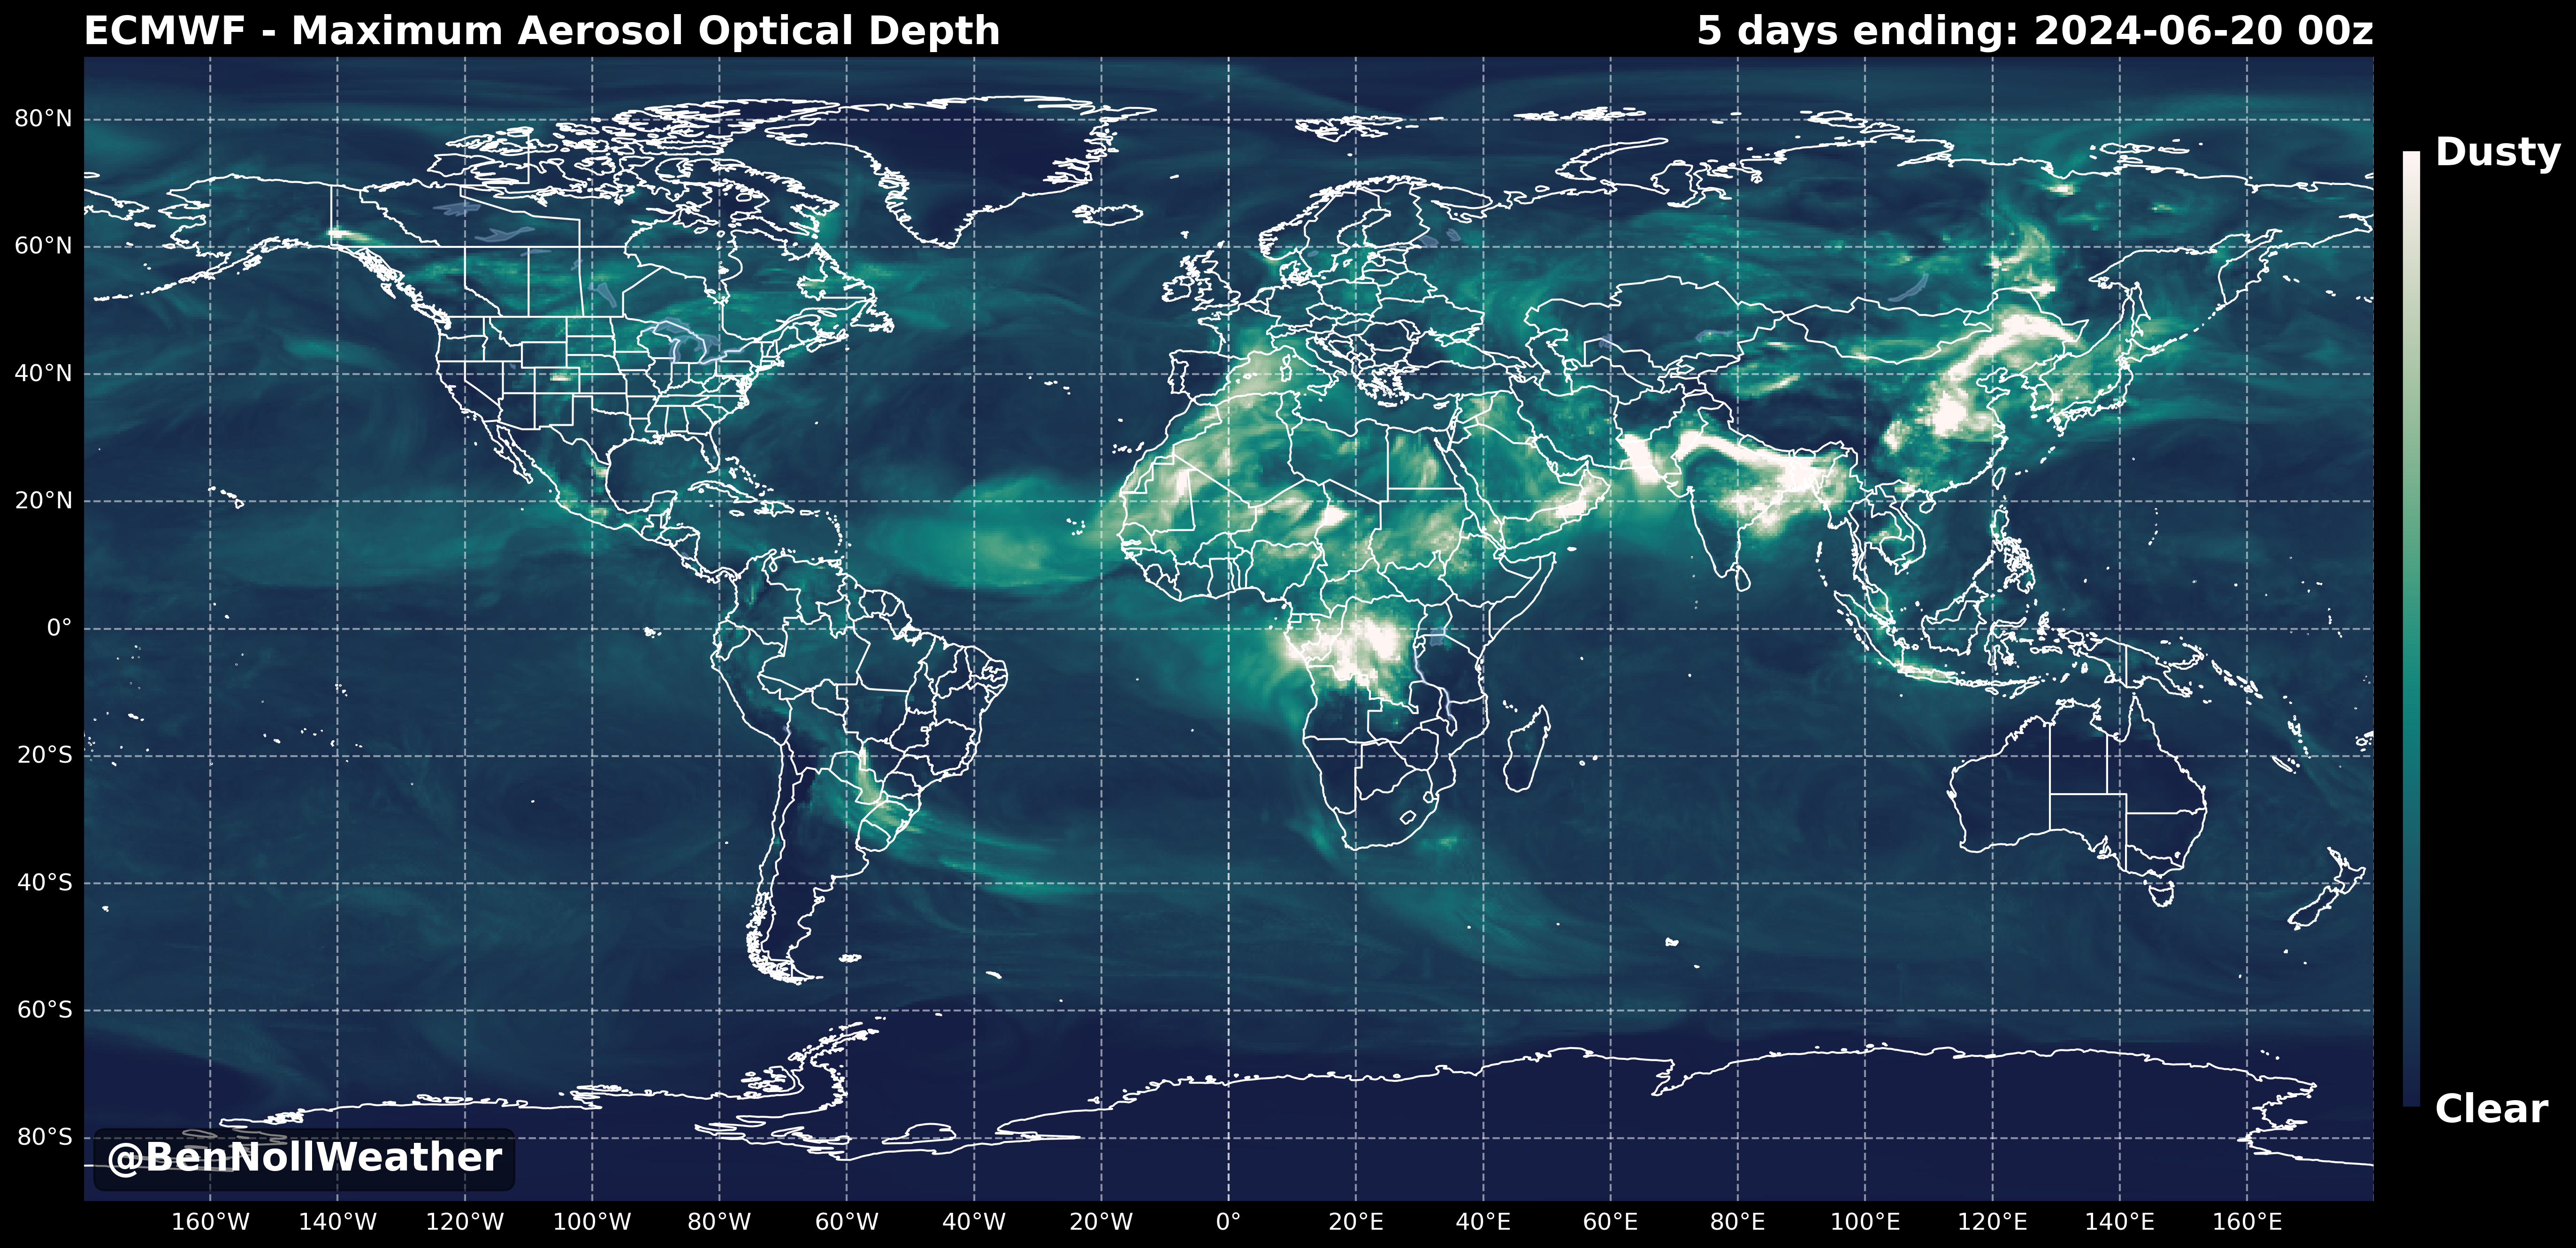 ECMWF - Maximum Aerosol Optical Depth
5 days ending: 2024-06-20 00z
80°N
60°N
40°N
20°N
0°
20°S
40°S
60°S
80°S
Dusty
Clear
@BenNollWeather
160°W 140°W 120°W 100°W 80°W 60°W 40°W 20°W 0° 20°E 40°E 60°E 80°E 100°E 120°E 140°E 160°E